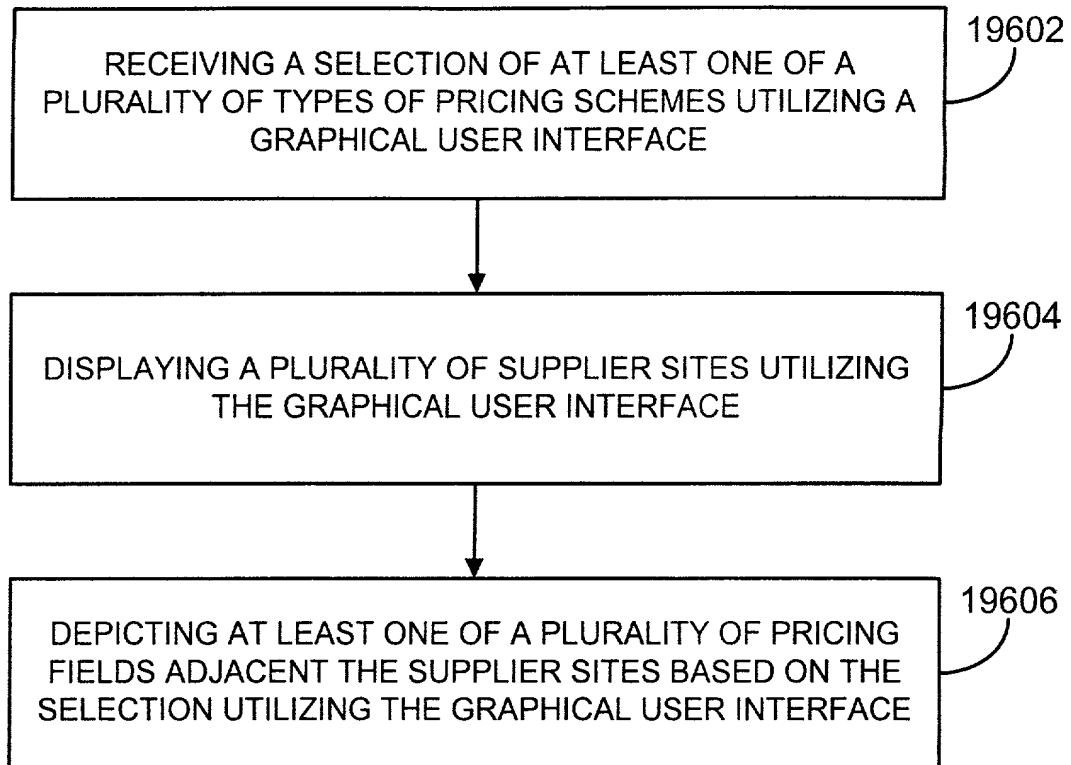 19602
RECEIVING A SELECTION OF AT LEAST ONE OF A
PLURALITY OF TYPES OF PRICING SCHEMES UTILIZING A
GRAPHICAL USER INTERFACE
19604
DISPLAYING A PLURALITY OF SUPPLIER SITES UTILIZING
THE GRAPHICAL USER INTERFACE
19606
DEPICTING AT LEAST ONE OF A PLURALITY OF PRICING
FIELDS ADJACENT THE SUPPLIER SITES BASED ON THE
SELECTION UTILIZING THE GRAPHICAL USER INTERFACE